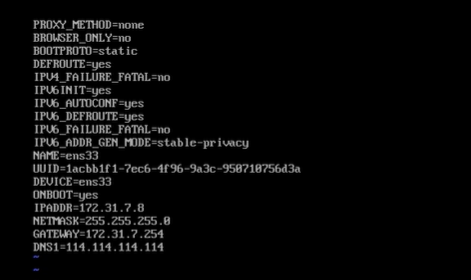 PROXY_METHOD=none
BROWSER_ONLY=no
BOOTPROTO=static
DEFROUTE=yes
IPV4_FAILURE_FATAL=no
IPV6INIT=yes
IPV6_AUTOCONF=yes
IPV6_DEFROUTE=yes
IPV6_FAILURE_FATAL=no
IPV6_ADDR_GEN_MODE=stable-privacy
NAME=ens33
UUID=1acbb1f1-7ec6-4f96-9a3c-950710756d3a
DEVICE=ens33
ONBOOT=yes
IPADDR=172.31.7.8
NETMASK=255.255.255.0
GATEWAY=172.31.7.254
DNS1=114.114.114.114
~
~